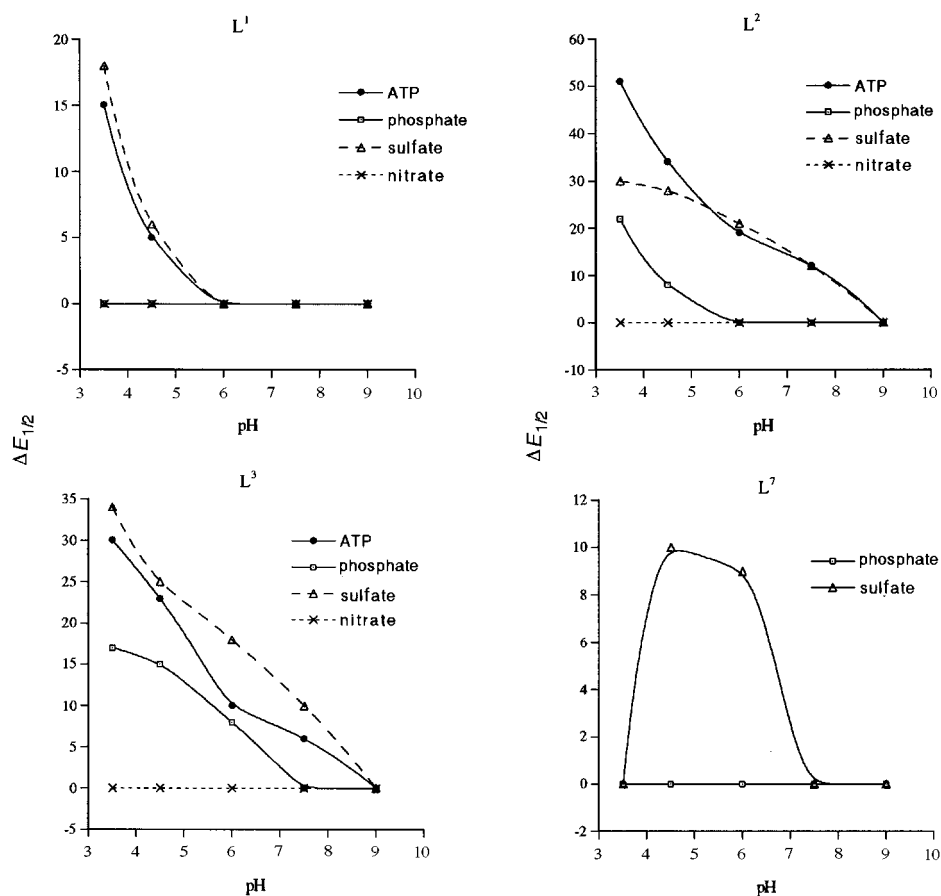 L¹
20
15
10
5
0
-5
3 4 5 6 7 8 9 10
pH
ATP
phosphate
sulfate
nitrate
L²
60
50
40
30
20
10
0
-10
3 4 5 6 7 8 9 10
pH
ATP
phosphate
sulfate
nitrate
ΔE1/2
ΔE1/2
L³
35
30
25
20
15
10
5
0
-5
3 4 5 6 7 8 9 10
pH
ATP
phosphate
sulfate
nitrate
L⁷
12
10
8
6
4
2
0
-2
3 4 5 6 7 8 9 10
pH
phosphate
sulfate